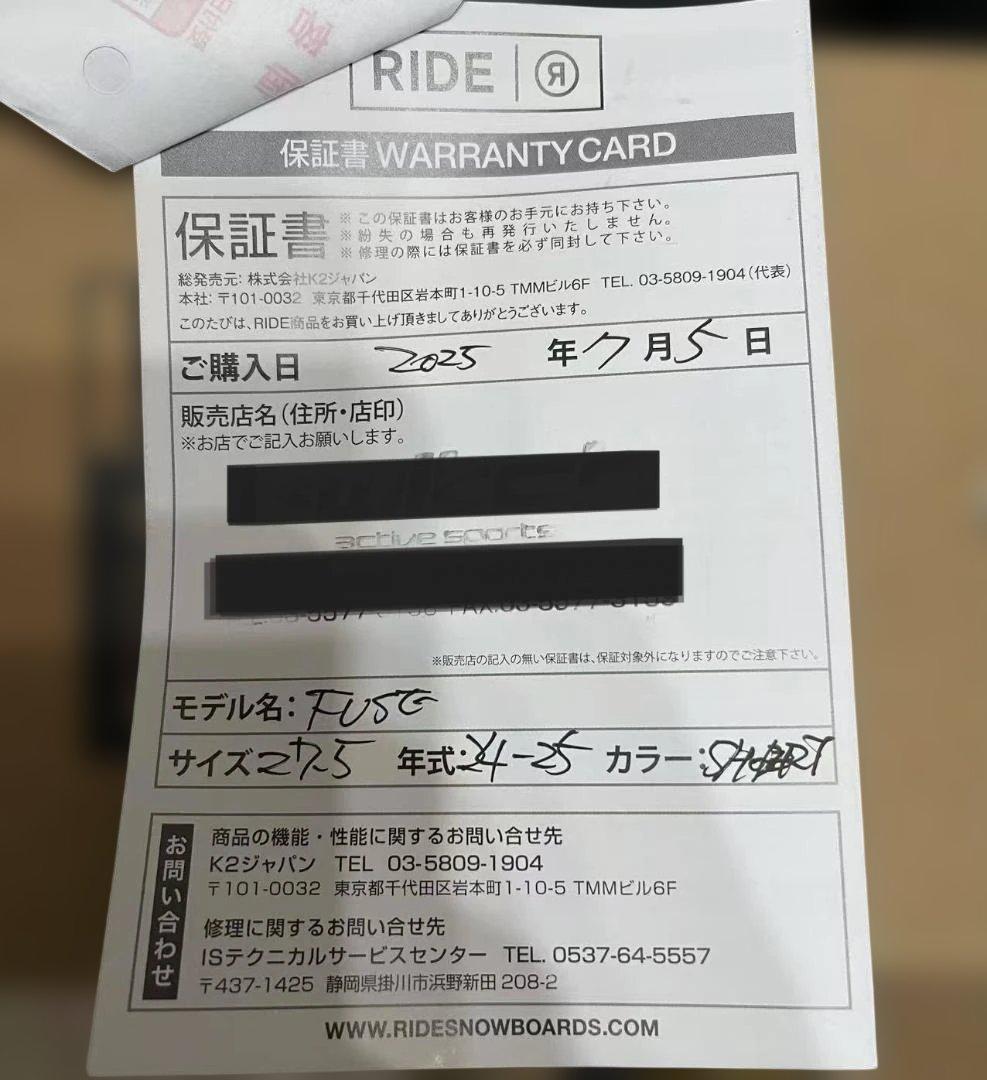 RIDE ®
保証書 WARRANTY CARD
保証書
※ この保証書はお客様のお手元にお持ち下さい。
※ 紛失の場合も再発行いたしません。
※ 修理の際には保証書を必ず同封して下さい。
総発売元: 株式会社K2ジャパン
本社: 〒101-0032 東京都千代田区岩本町1-10-5 TMMビル6F TEL. 03-5809-1904(代表)
このたびは、RIDE商品をお買い上げ頂きましてありがとうございます。
ご購入日 2025 年 7 月 5 日
販売店名(住所・店印)
※お店でご記入お願いします。
active sports
※販売店の記入の無い保証書は、保証対象外になりますのでご注意下さい。
モデル名: FUSE
サイズ 27.5 年式: 24-25 カラー:
お問い合わせ
商品の機能・性能に関するお問い合せ先
K2ジャパン TEL 03-5809-1904
〒101-0032 東京都千代田区岩本町1-10-5 TMMビル6F
修理に関するお問い合せ先
ISテクニカルサービスセンター TEL. 0537-64-5557
〒437-1425 静岡県掛川市浜野新田 208-2
WWW.RIDESNOWBOARDS.COM